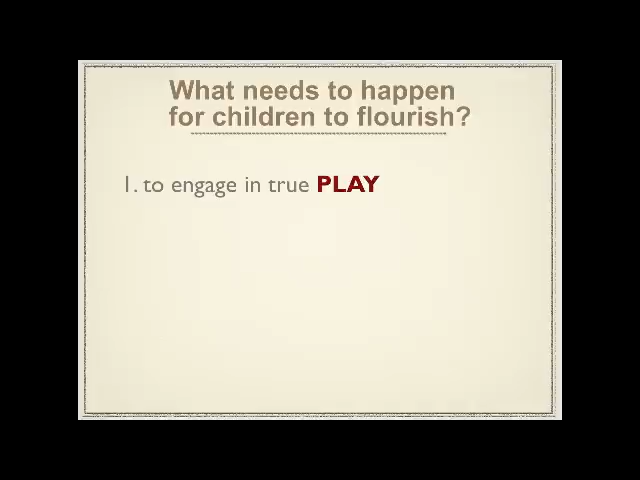 What needs to happen
for children to flourish?
1. to engage in true PLAY